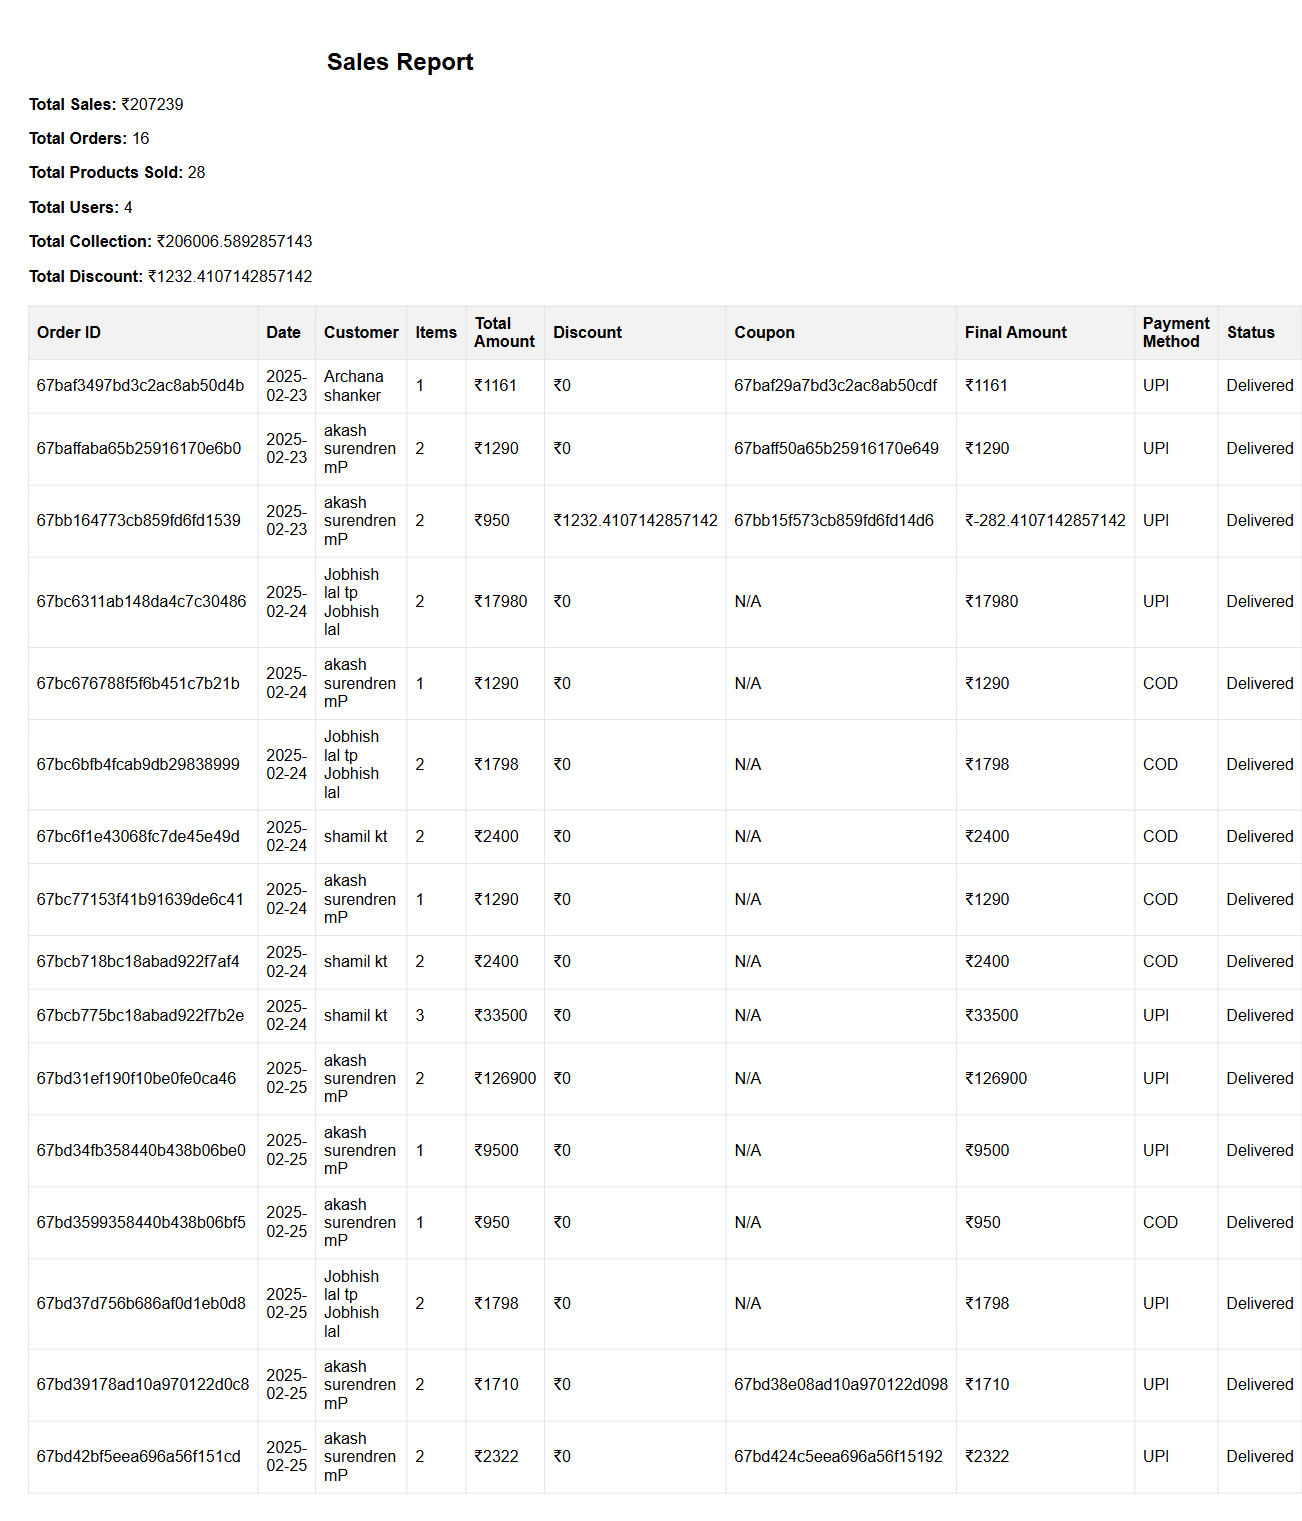 Sales Report
Total Sales: ₹207239
Total Orders: 16
Total Products Sold: 28
Total Users: 4
Total Collection: ₹206006.5892857143
Total Discount: ₹1232.4107142857142
Order ID Date Customer Items Total Amount Discount Coupon Final Amount Payment Method Status
67baf3497bd3c2ac8ab50d4b 2025-02-23 Archana shanker 1 ₹1161 ₹0 67baf29a7bd3c2ac8ab50cdf ₹1161 UPI Delivered
67baffaba65b25916170e6b0 2025-02-23 akash surendren mP 2 ₹1290 ₹0 67baff50a65b25916170e649 ₹1290 UPI Delivered
67bb164773cb859fd6fd1539 2025-02-23 akash surendren mP 2 ₹950 ₹1232.4107142857142 67bb15f573cb859fd6fd14d6 ₹-282.4107142857142 UPI Delivered
67bc6311ab148da4c7c30486 2025-02-24 Jobhish lal tp Jobhish lal 2 ₹17980 ₹0 N/A ₹17980 UPI Delivered
67bc676788f5f6b451c7b21b 2025-02-24 akash surendren mP 1 ₹1290 ₹0 N/A ₹1290 COD Delivered
67bc6bfb4fcab9db29838999 2025-02-24 Jobhish lal tp Jobhish lal 2 ₹1798 ₹0 N/A ₹1798 COD Delivered
67bc6f1e43068fc7de45e49d 2025-02-24 shamil kt 2 ₹2400 ₹0 N/A ₹2400 COD Delivered
67bc77153f41b91639de6c41 2025-02-24 akash surendren mP 1 ₹1290 ₹0 N/A ₹1290 COD Delivered
67bcb718bc18abad922f7af4 2025-02-24 shamil kt 2 ₹2400 ₹0 N/A ₹2400 COD Delivered
67bcb775bc18abad922f7b2e 2025-02-24 shamil kt 3 ₹33500 ₹0 N/A ₹33500 UPI Delivered
67bd31ef190f10be0fe0ca46 2025-02-25 akash surendren mP 2 ₹126900 ₹0 N/A ₹126900 UPI Delivered
67bd34fb358440b438b06be0 2025-02-25 akash surendren mP 1 ₹9500 ₹0 N/A ₹9500 UPI Delivered
67bd3599358440b438b06bf5 2025-02-25 akash surendren mP 1 ₹950 ₹0 N/A ₹950 COD Delivered
67bd37d756b686af0d1eb0d8 2025-02-25 Jobhish lal tp Jobhish lal 2 ₹1798 ₹0 N/A ₹1798 UPI Delivered
67bd39178ad10a970122d0c8 2025-02-25 akash surendren mP 2 ₹1710 ₹0 67bd38e08ad10a970122d098 ₹1710 UPI Delivered
67bd42bf5eea696a56f151cd 2025-02-25 akash surendren mP 2 ₹2322 ₹0 67bd424c5eea696a56f15192 ₹2322 UPI Delivered